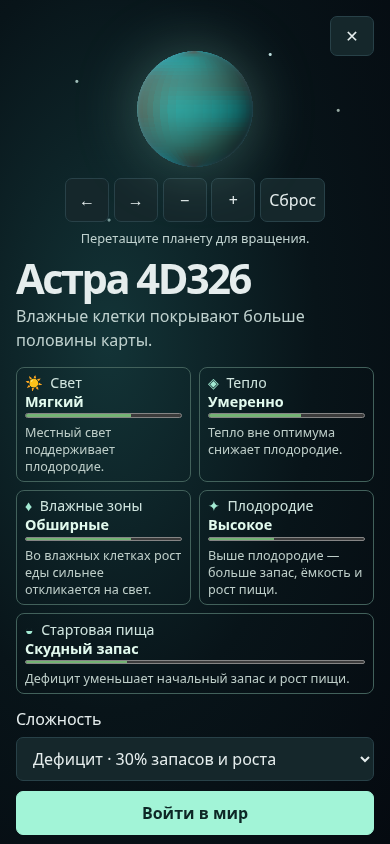 ✕
← → − + Сброс
Перетащите планету для вращения.
Астра 4D326
Влажные клетки покрывают больше
половины карты.
☀️ Свет
Мягкий
Местный свет
поддерживает
плодородие.
◈ Тепло
Умеренно
Тепло вне оптимума
снижает плодородие.
♦ Влажные зоны
Обширные
Во влажных клетках рост
еды сильнее
откликается на свет.
✦ Плодородие
Высокое
Выше плодородие —
больше запас, ёмкость и
рост пищи.
Стартовая пища
Скудный запас
Дефицит уменьшает начальный запас и рост пищи.
Сложность
Дефицит · 30% запасов и роста
Войти в мир